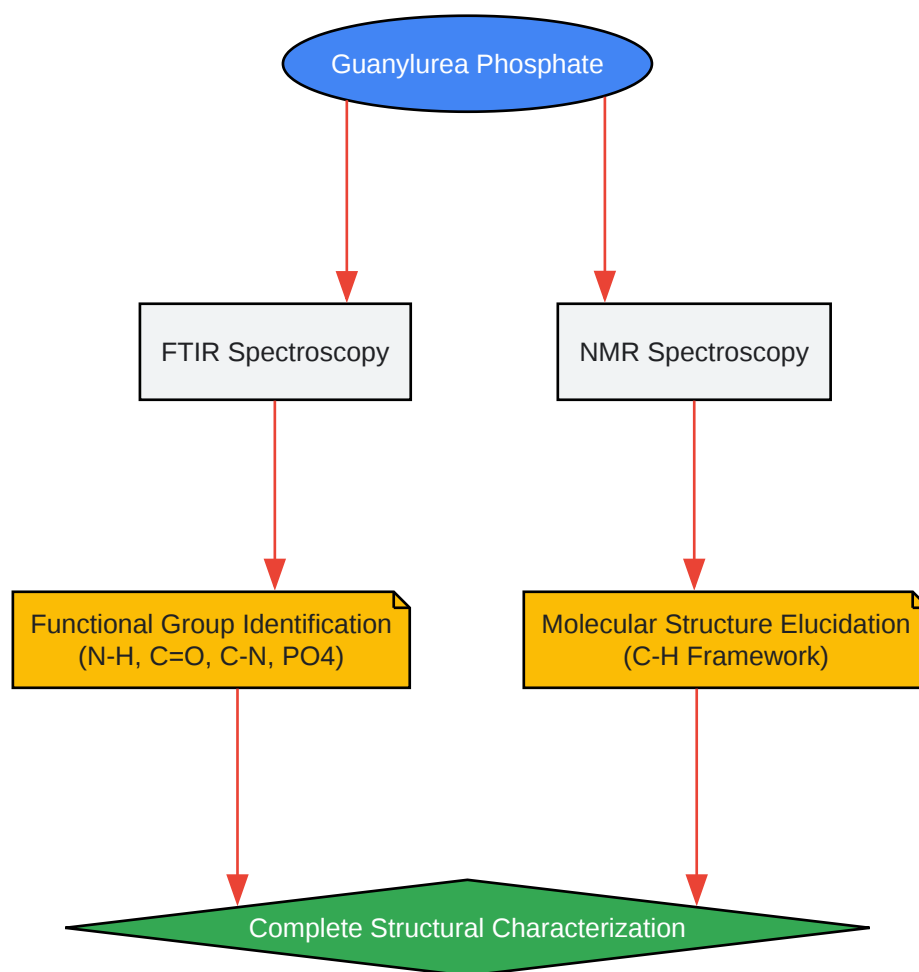 Guanylurea Phosphate
FTIR Spectroscopy
NMR Spectroscopy
Functional Group Identification
(N-H, C=O, C-N, PO4)
Molecular Structure Elucidation
(C-H Framework)
Complete Structural Characterization